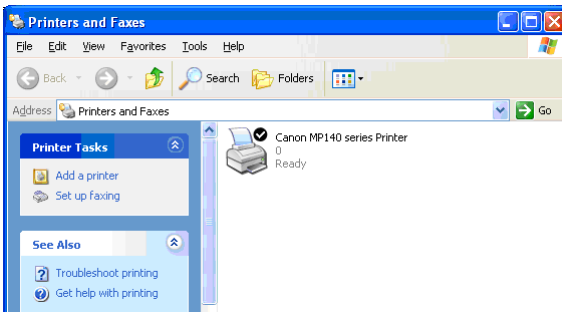 Printers and Faxes
File Edit View Favorites Tools Help
Back Search Folders
Address Printers and Faxes Go
Printer Tasks
Add a printer
Set up faxing
See Also
Troubleshoot printing
Get help with printing
Canon MP140 series Printer
0
Ready